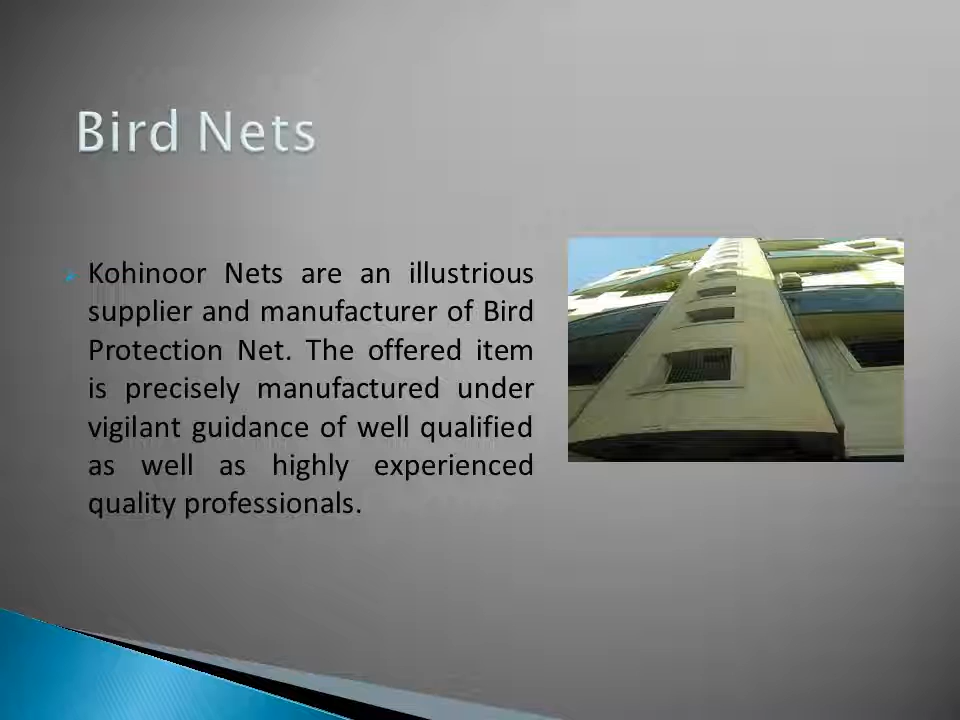 Bird Nets
Kohinoor Nets are an illustrious
supplier and manufacturer of Bird
Protection Net. The offered item
is precisely manufactured under
vigilant guidance of well qualified
as well as highly experienced
quality professionals.